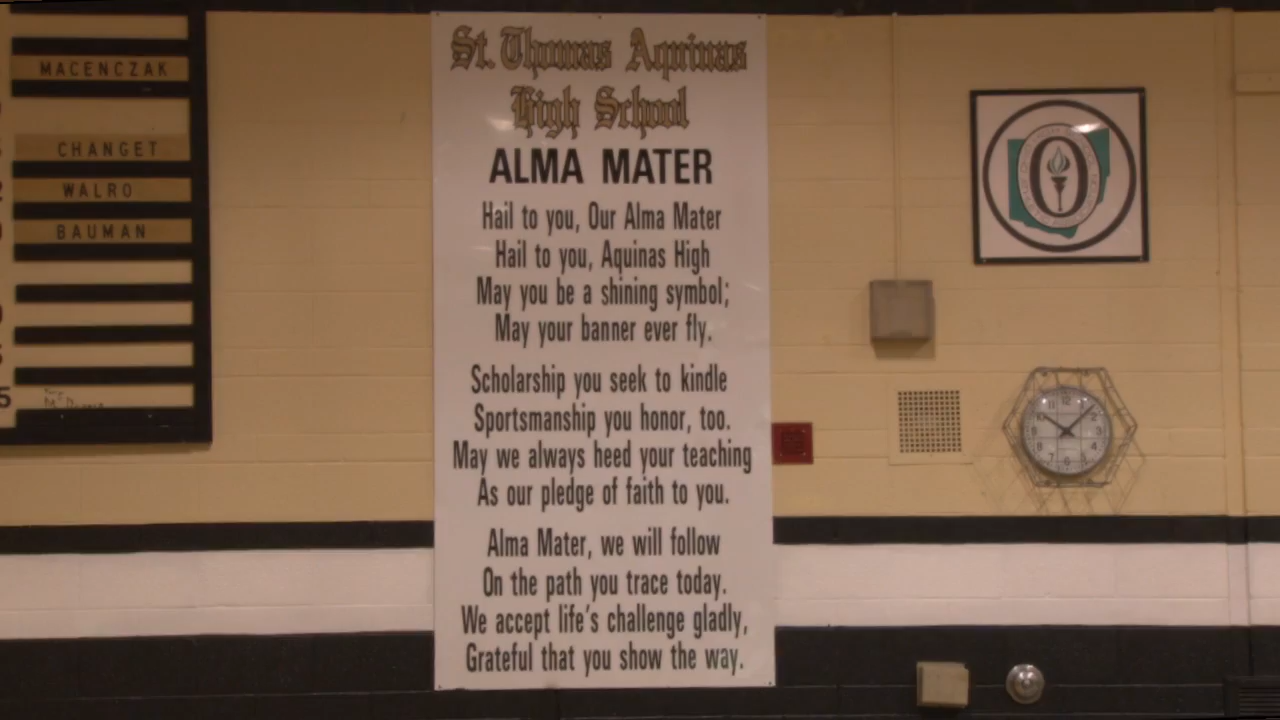 MACENCZAK
CHANGET
WALRO
BAUMAN
St. Thomas Aquinas
High School
ALMA MATER
Hail to you, Our Alma Mater
Hail to you, Aquinas High
May you be a shining symbol;
May your banner ever fly.
Scholarship you seek to kindle
Sportsmanship you honor, too.
May we always heed your teaching
As our pledge of faith to you.
Alma Mater, we will follow
On the path you trace today.
We accept life's challenge gladly,
Grateful that you show the way.